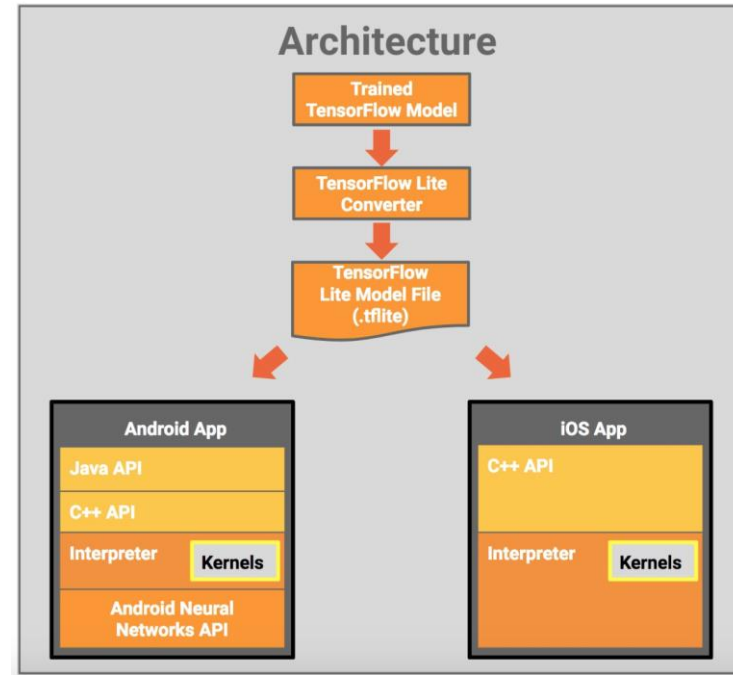 Architecture
Trained
TensorFlow Model
TensorFlow Lite
Converter
TensorFlow
Lite Model File
(.tflite)
Android App
Java API
C++ API
Interpreter
Kernels
Android Neural
Networks API
iOS App
C++ API
Interpreter
Kernels